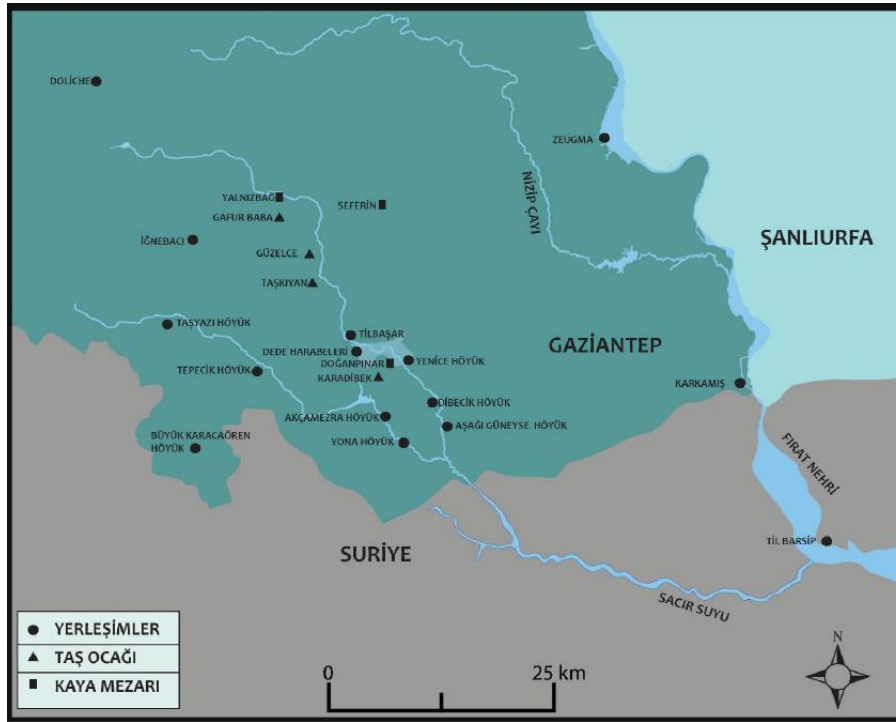 DOLICHE
ZEUGMA
NİZİP ÇAYI
YALNIZBAĞ
SEFERİN
GAFUR BABA
İĞNEBACI
GÜZELCE
ŞANLIURFA
TAŞKIYAN
TAŞYAZI HÖYÜK
TİLBAŞAR
GAZİANTEP
DEDE HARABELERİ
YENİCE HÖYÜK
DOĞANPINAR
TEPECİK HÖYÜK
KARADİBEK
KARKAMIŞ
DİBECİK HÖYÜK
AKÇAMEZRA HÖYÜK
AŞAĞI GÜNEYSE HÖYÜK
BÜYÜK KARACAÖREN
HÖYÜK
YONA HÖYÜK
FIRAT NEHRİ
SURİYE
TİL BARSİP
SACIR SUYU
YERLEŞİMLER
TAŞ OCAĞI
KAYA MEZARI
0 25 km
N